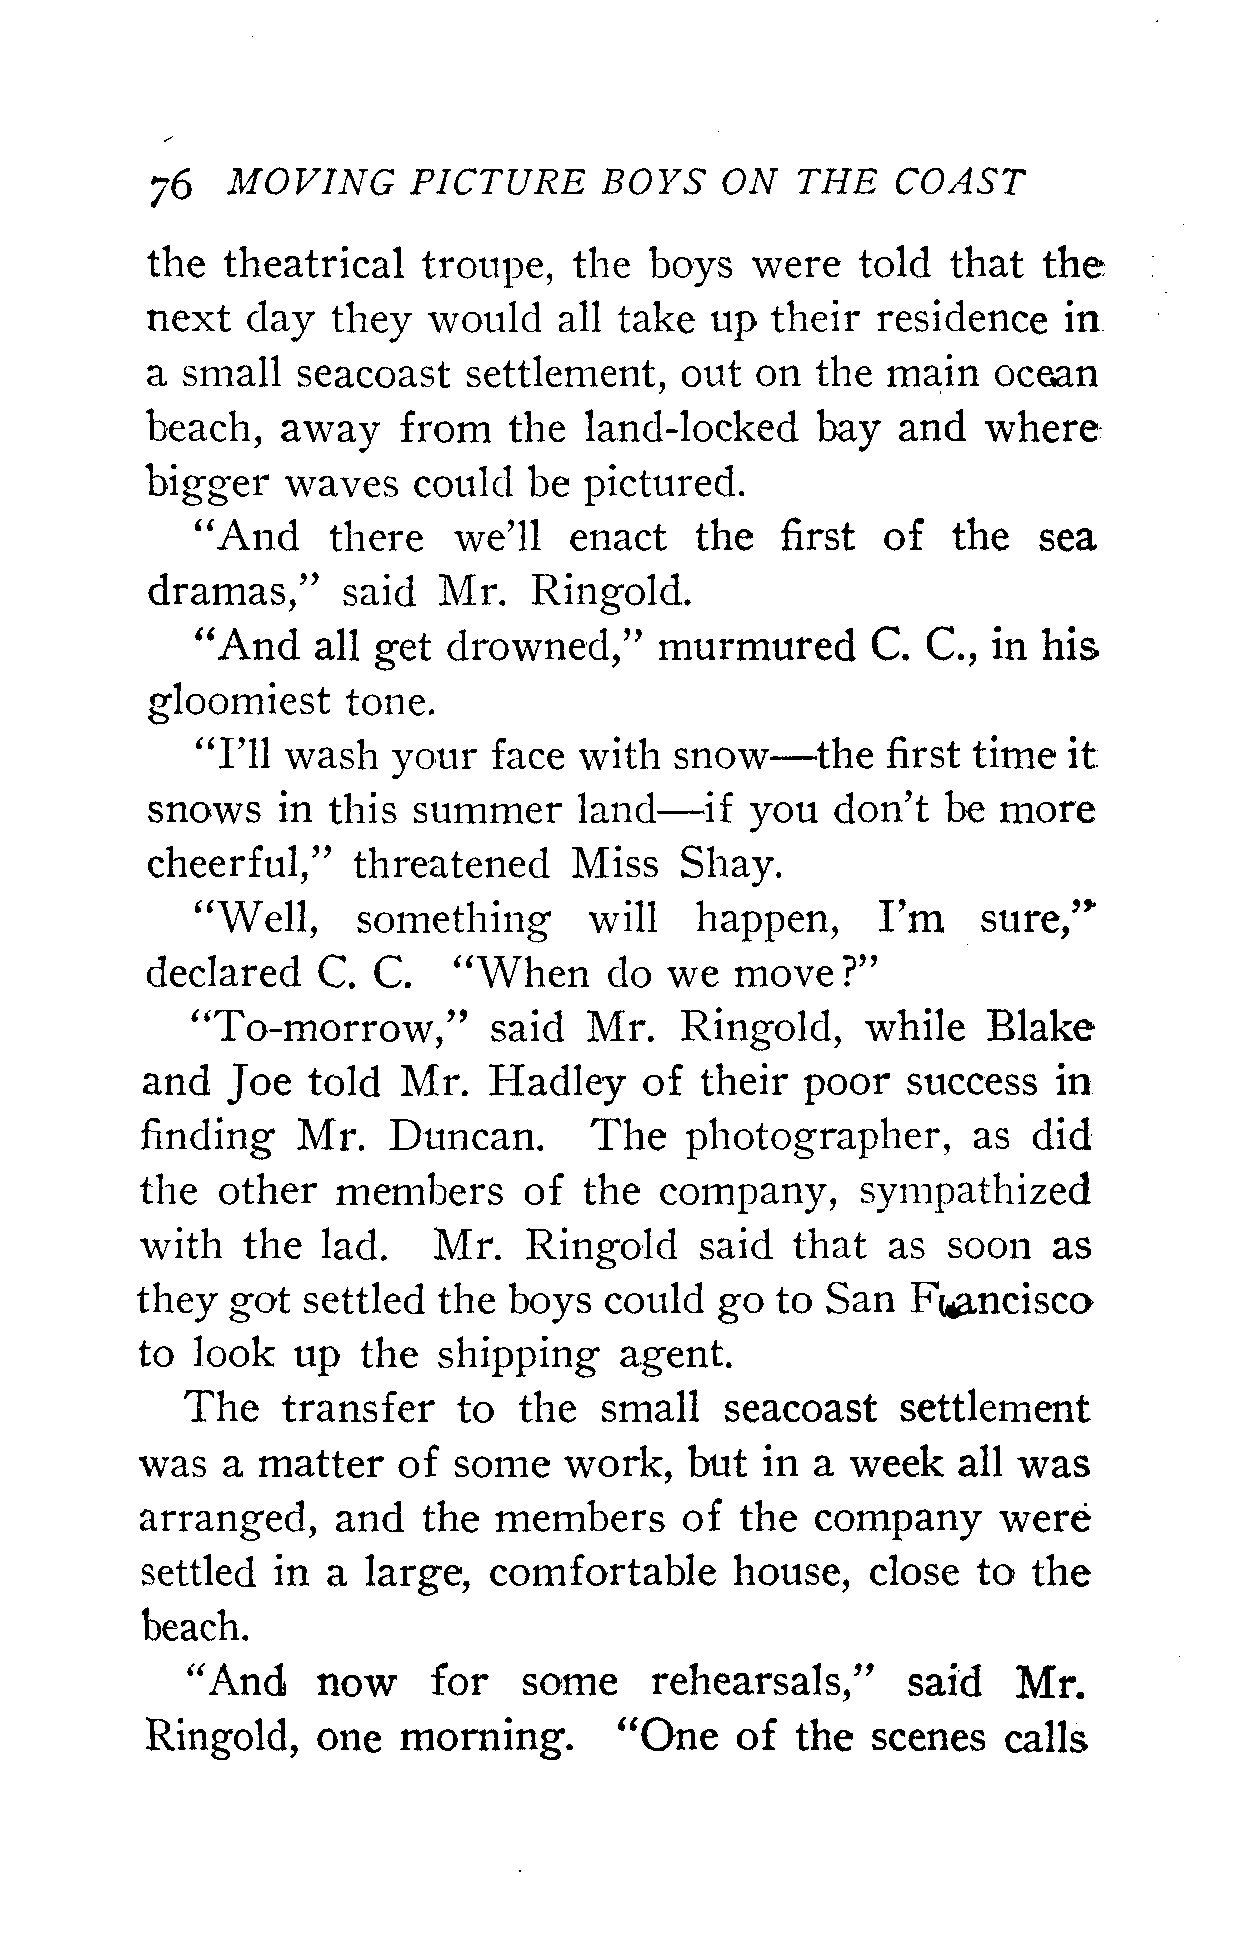 76 MOVING PICTURE BOYS ON THE COAST
the theatrical troupe, the boys were told that the
next day they would all take up their residence in
a small seacoast settlement, out on the main ocean
beach, away from the land-locked bay and where
bigger waves could be pictured.
“And there we’ll enact the first of the sea
dramas,” said Mr. Ringold.
“And all get drowned,” murmured C. C., in his
gloomiest tone.
“I’ll wash your face with snow—the first time it
snows in this summer land—if you don’t be more
cheerful,” threatened Miss Shay.
“Well, something will happen, I’m sure,”
declared C. C. “When do we move?”
“To-morrow,” said Mr. Ringold, while Blake
and Joe told Mr. Hadley of their poor success in
finding Mr. Duncan. The photographer, as did
the other members of the company, sympathized
with the lad. Mr. Ringold said that as soon as
they got settled the boys could go to San Francisco
to look up the shipping agent.
The transfer to the small seacoast settlement
was a matter of some work, but in a week all was
arranged, and the members of the company were
settled in a large, comfortable house, close to the
beach.
“And now for some rehearsals,” said Mr.
Ringold, one morning. “One of the scenes calls